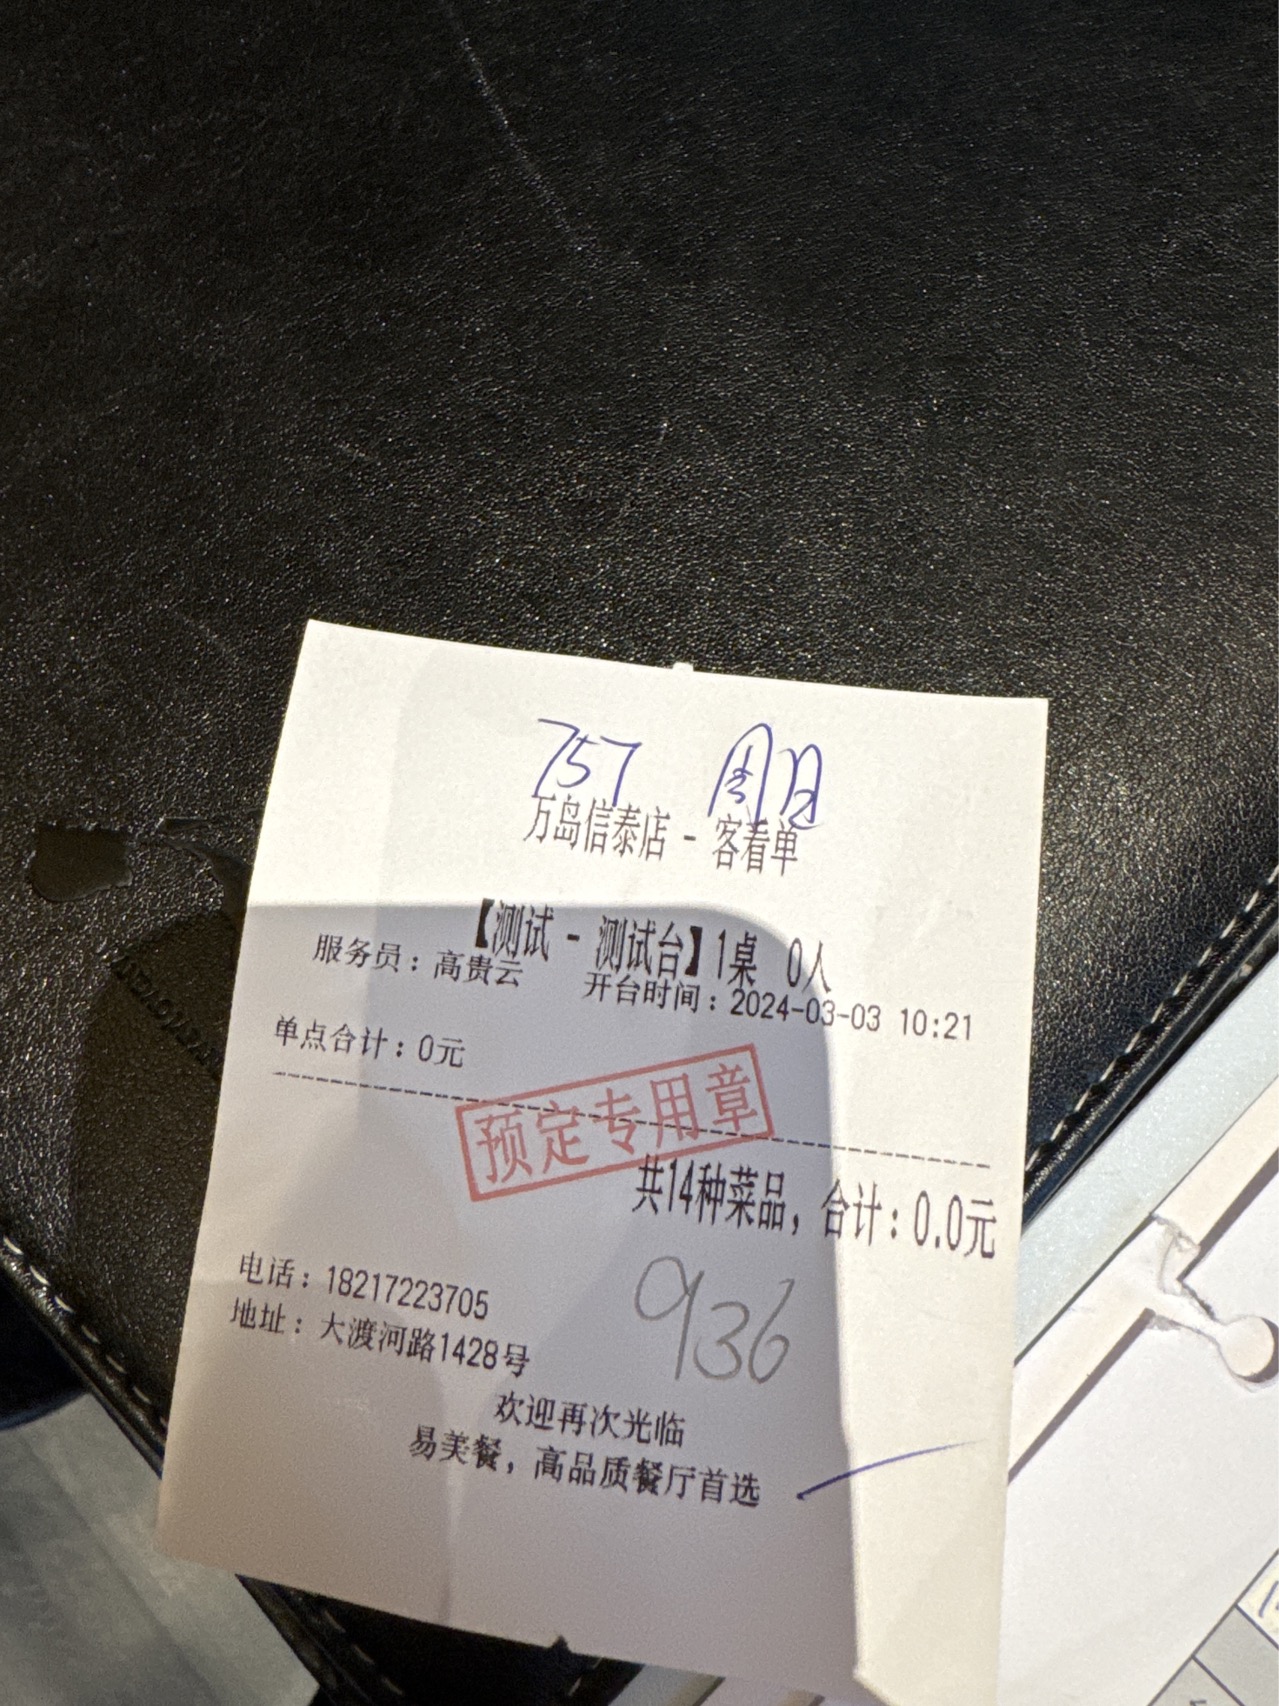 757 周日
万岛信泰店 - 客看单
【测试 - 测试台】1桌 0人
服务员：高贵云 开台时间：2024-03-03 10:21
单点合计：0元
预定专用章
共14种菜品，合计：0.0元
936
电话：18217223705
地址：大渡河路1428号
欢迎再次光临
易美餐，高品质餐厅首选